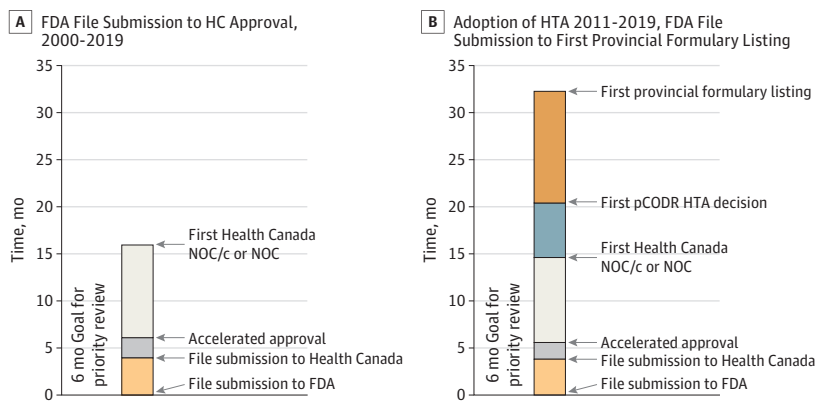 A FDA File Submission to HC Approval,
2000-2019
35
30
25
20
15
10
5
0
Time, mo
6 mo Goal for
priority review
First Health Canada
NOC/c or NOC
Accelerated approval
File submission to Health Canada
File submission to FDA
B Adoption of HTA 2011-2019, FDA File
Submission to First Provincial Formulary Listing
35
30
25
20
15
10
5
0
Time, mo
6 mo Goal for
priority review
First provincial formulary listing
First pCODR HTA decision
First Health Canada
NOC/c or NOC
Accelerated approval
File submission to Health Canada
File submission to FDA